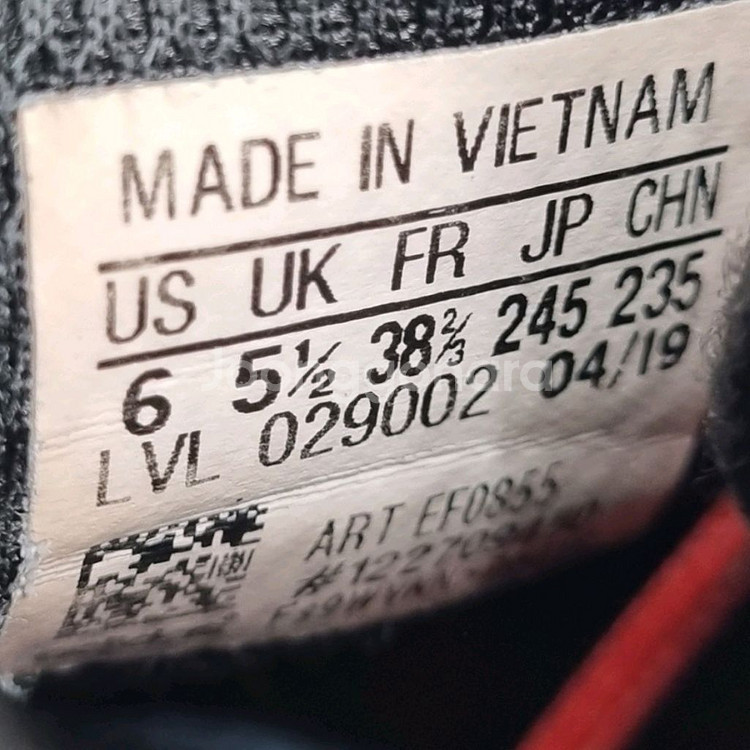 MADE IN VIETNAM
US UK FR JP CHN
6 5½ 38⅔ 245 235
LVL 029002 04/19
ART EF0855